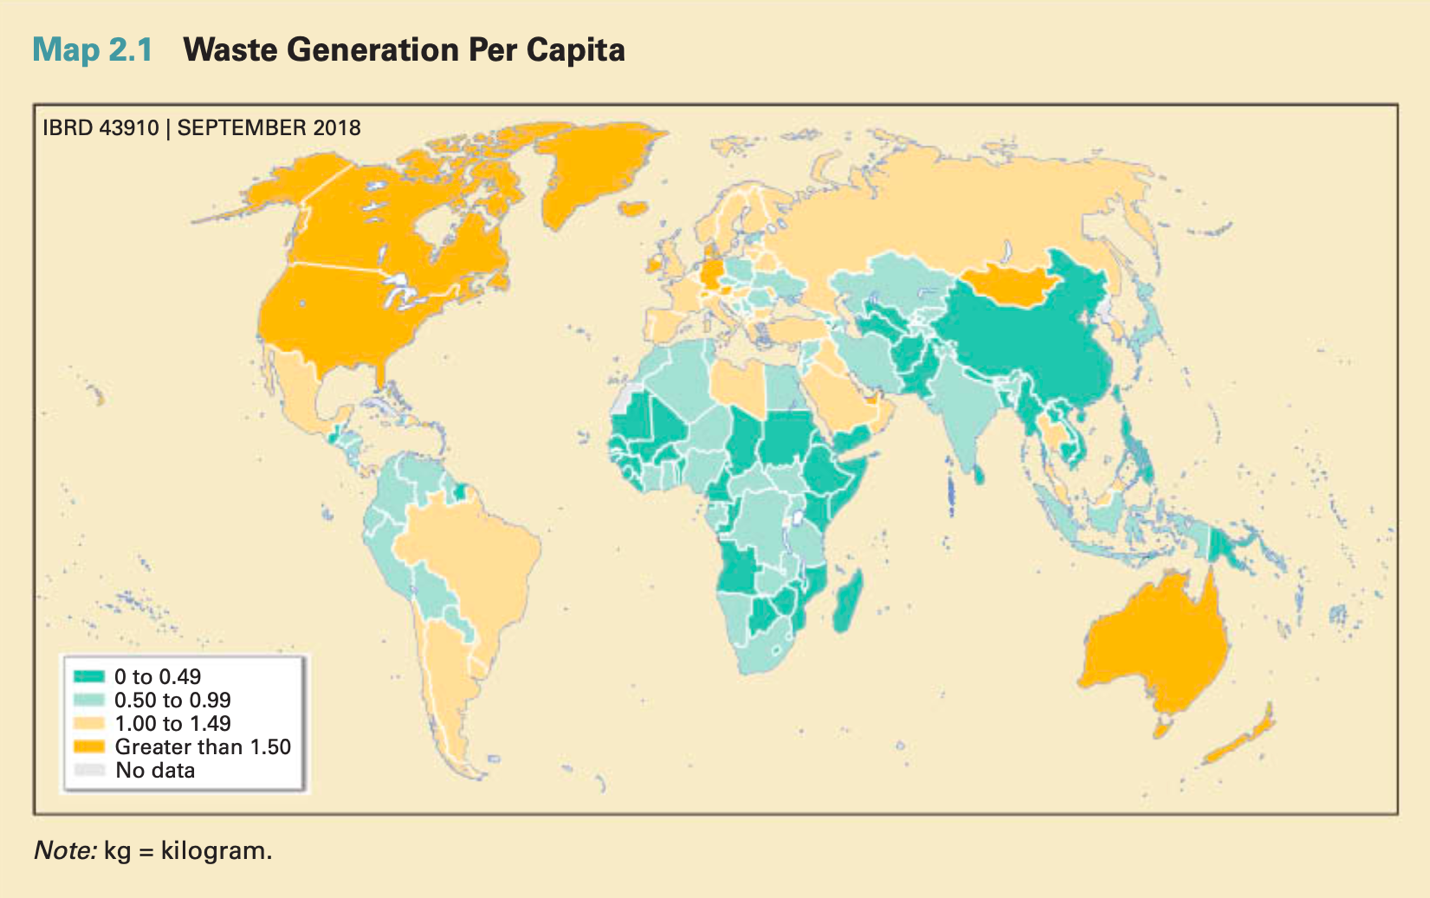 Map 2.1 Waste Generation Per Capita
IBRD 43910 | SEPTEMBER 2018
0 to 0.49
0.50 to 0.99
1.00 to 1.49
Greater than 1.50
No data
Note: kg = kilogram.